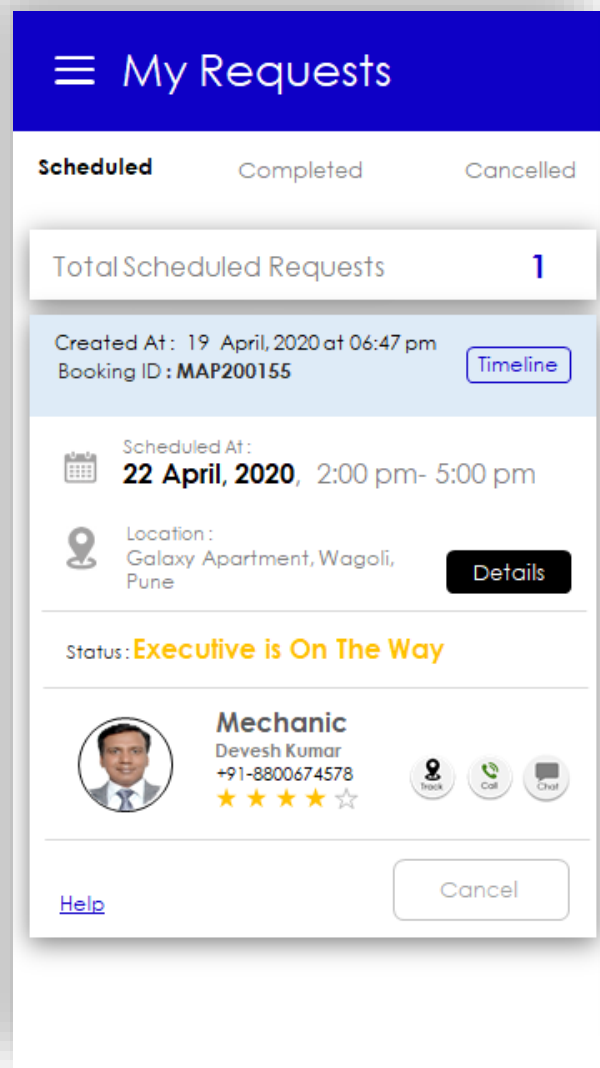 My Requests
Scheduled Completed Cancelled
Total Scheduled Requests 1
Created At : 19 April, 2020 at 06:47 pm
Booking ID : MAP200155
Timeline
Scheduled At :
22 April, 2020, 2:00 pm- 5:00 pm
Location :
Galaxy Apartment, Wagoli,
Pune
Details
Status : Executive is On The Way
Mechanic
Devesh Kumar
+91-8800674578
Track Call Chat
Help
Cancel